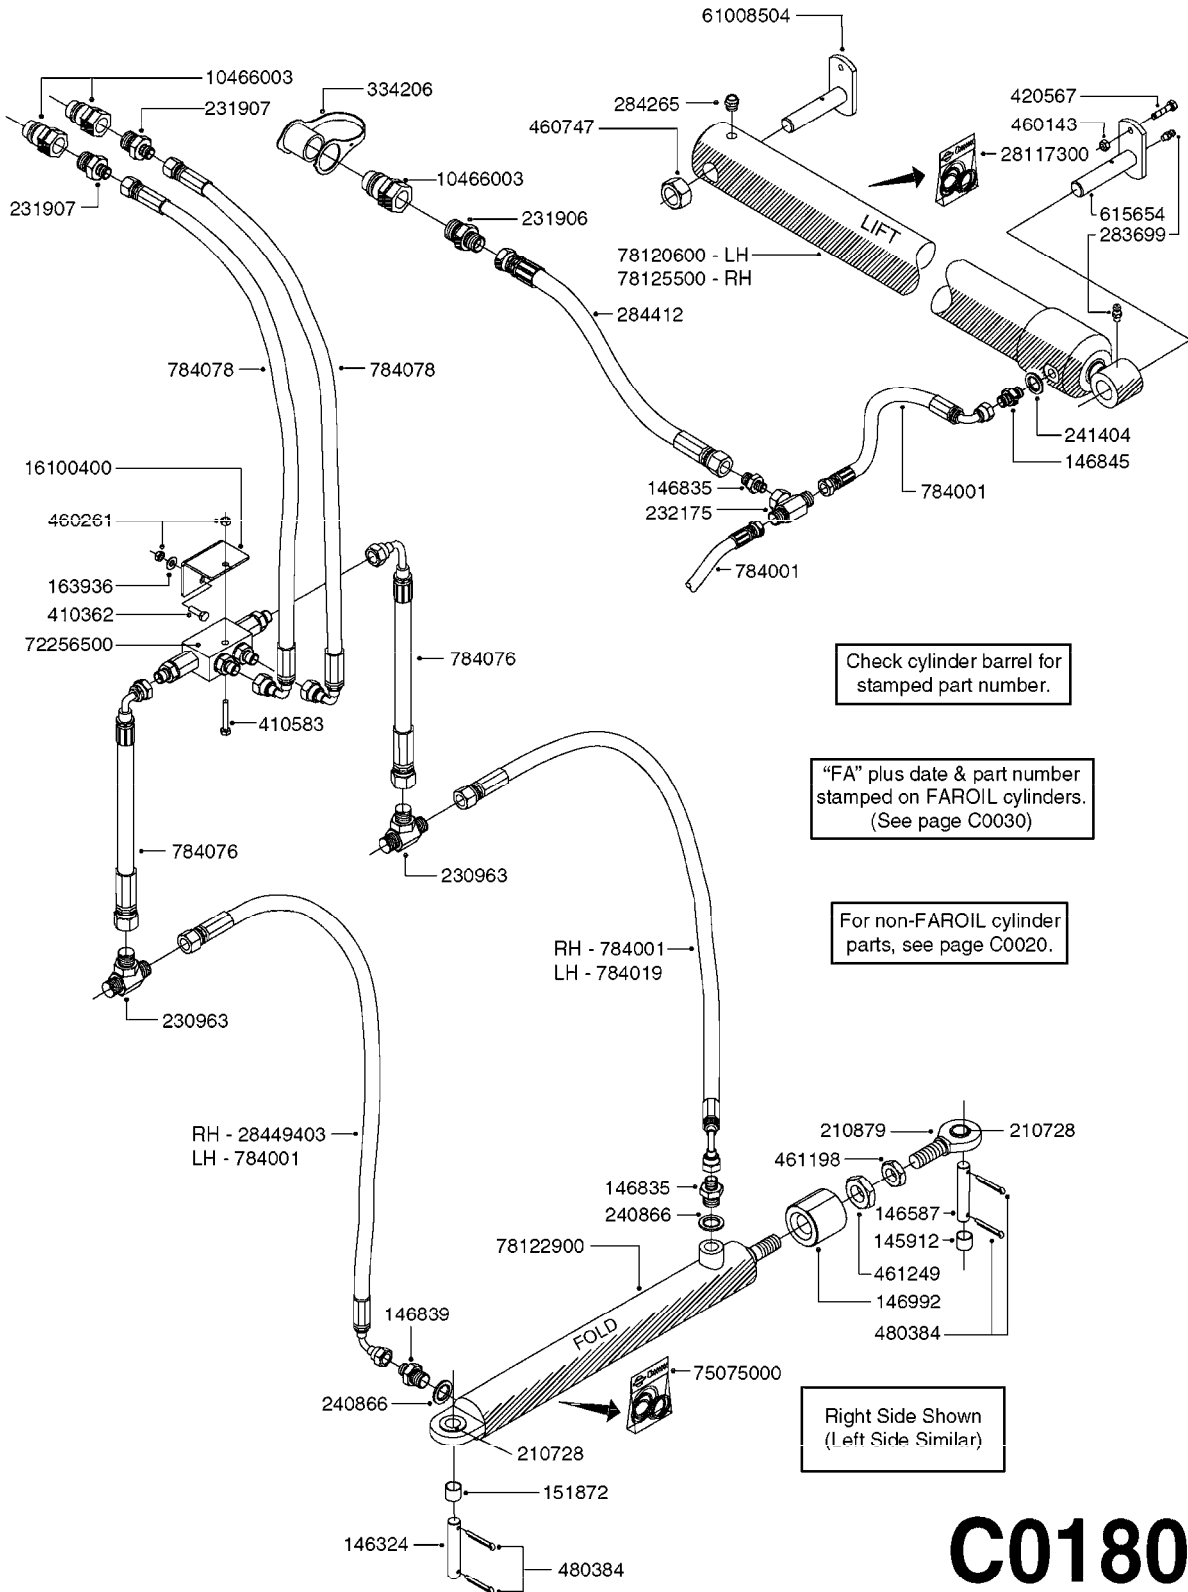 61008504
10466003
334206
231907
284265
420567
460747
460143
28117300
10466003
231907
231906
615654
283699
LIFT
78120600 - LH
78125500 - RH
284412
784078
784078
241404
16100400
146845
146835
784001
460261
232175
163936
784001
410362
72256500
784076
Check cylinder barrel for
stamped part number.
410583
"FA" plus date & part number
stamped on FAROIL cylinders.
(See page C0030)
784076
230963
For non-FAROIL cylinder
parts, see page C0020.
RH - 784001
LH - 784019
230963
RH - 28449403
LH - 784001
210879
210728
461198
146835
240866
146587
145912
78122900
461249
146992
146839
480384
FOLD
75075000
240866
Right Side Shown
(Left Side Similar)
210728
151872
146324
480384
C0180